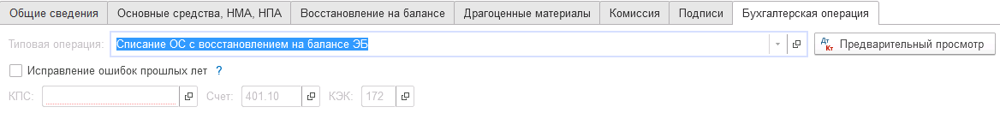 Общие сведения Основные средства, НМА, НПА Восстановление на балансе Драгоценные материалы Комиссия Подписи Бухгалтерская операция
Типовая операция: Списание ОС с восстановлением на балансе ЭБ Дт Кт Предварительный просмотр
Исправление ошибок прошлых лет ?
КПС: Счет: 401.10 КЭК: 172